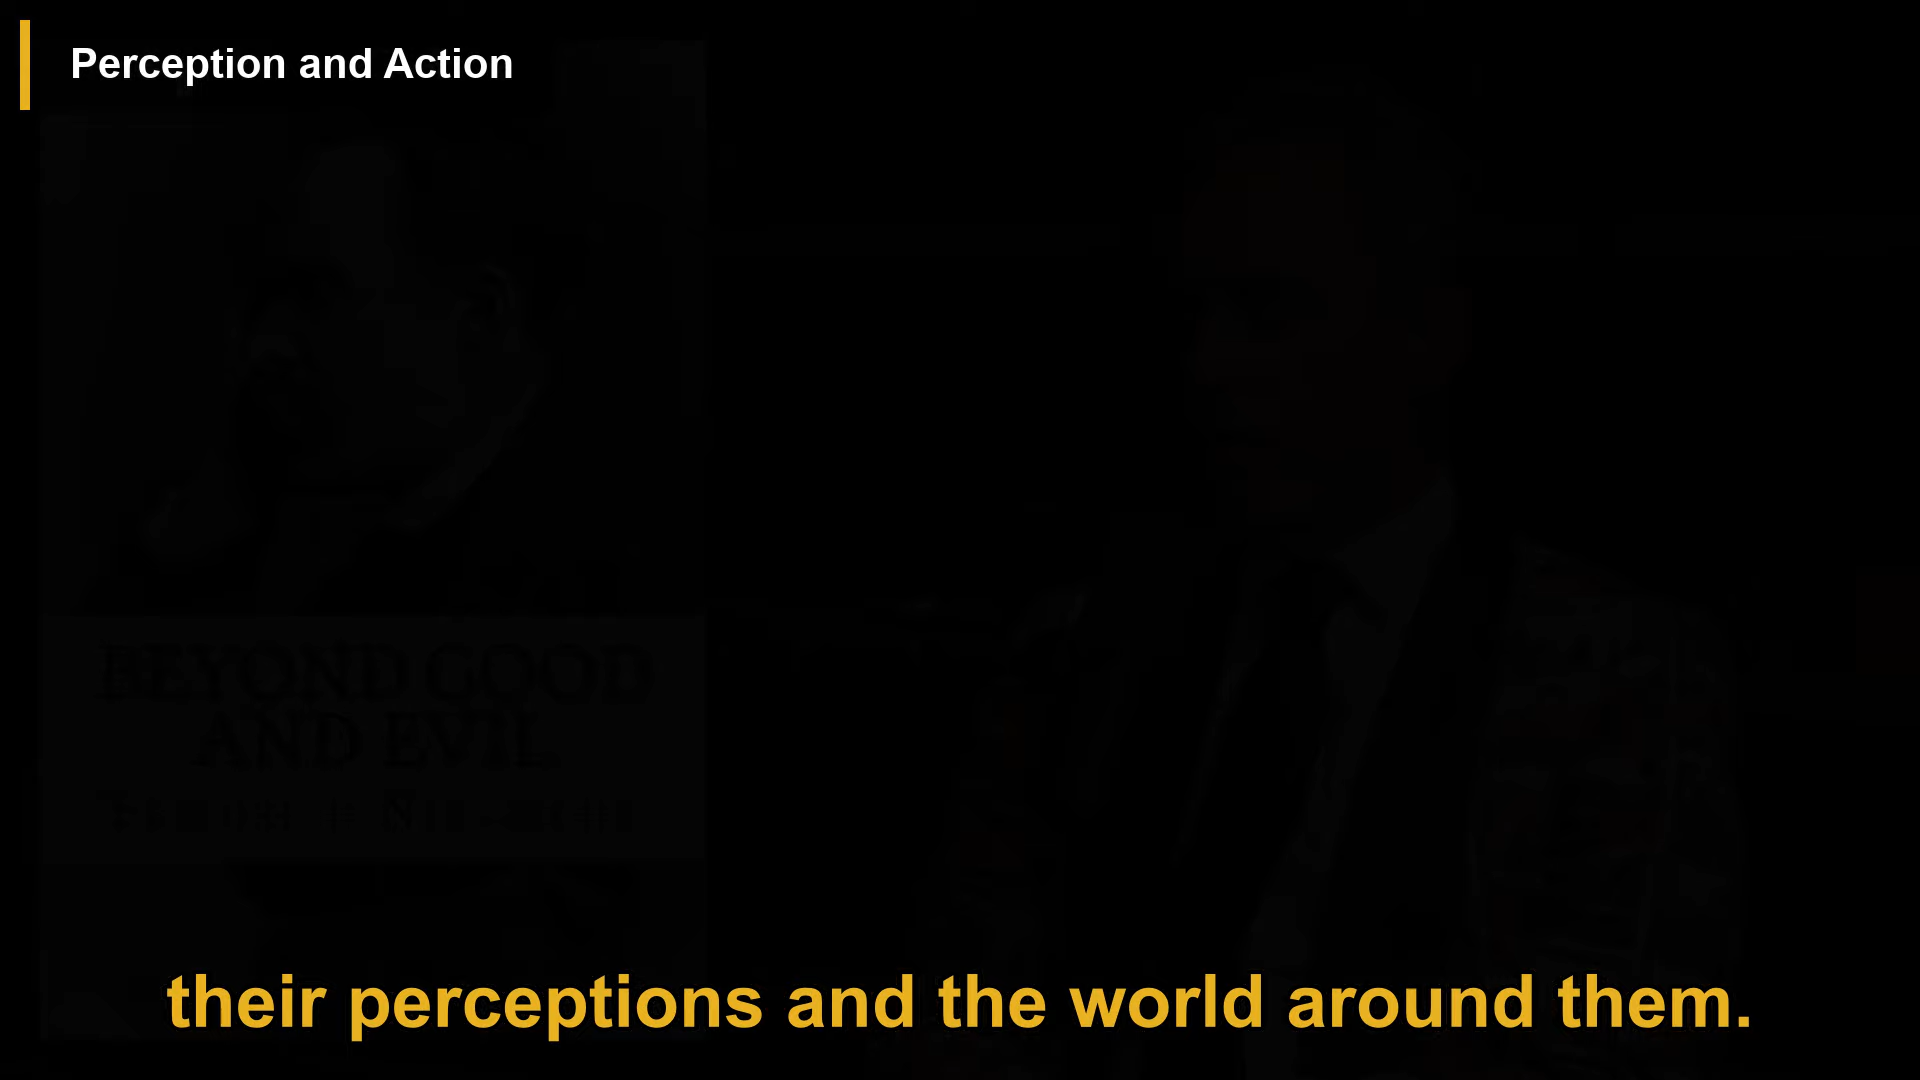 Perception and Action
BEYOND GOOD
AND EVIL
their perceptions and the world around them.